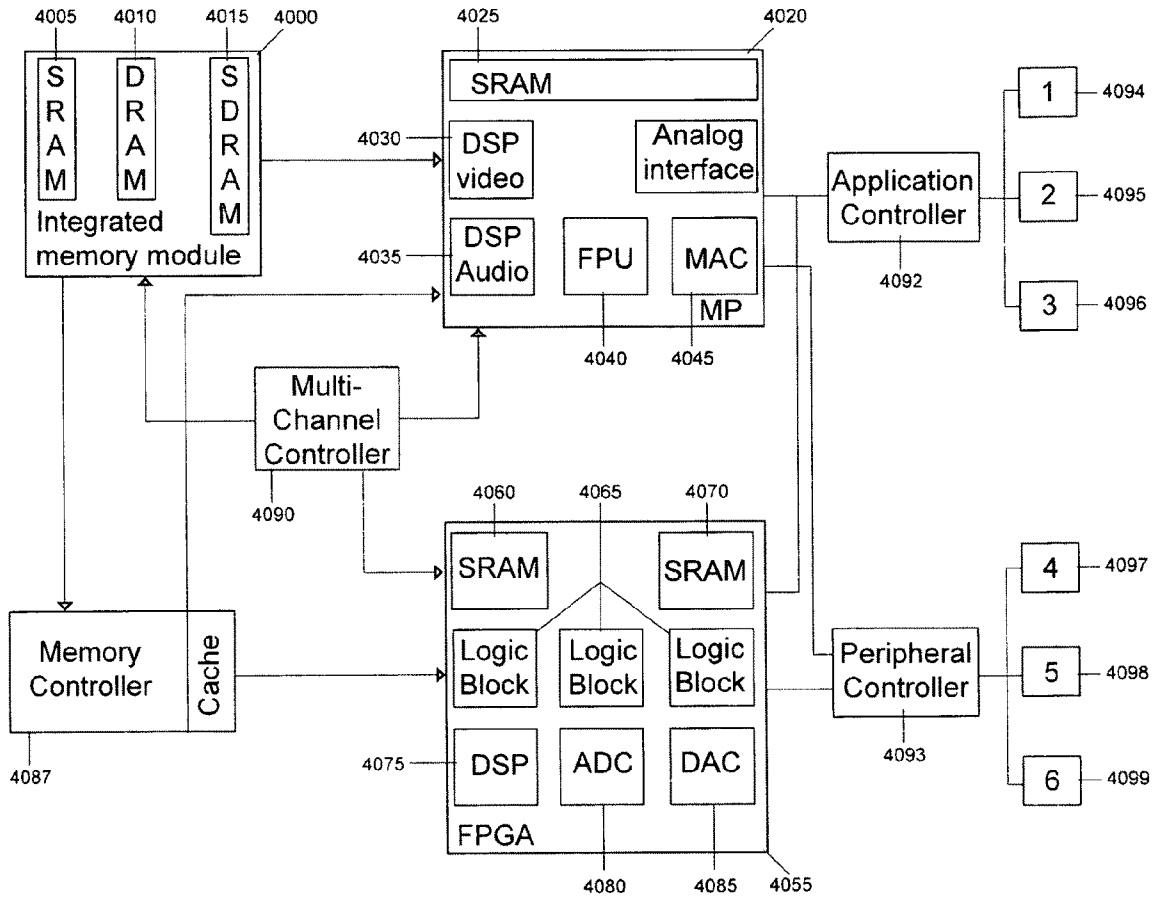 4005
4010
4015
4000
SRAM
DRAM
SDRAM
Integrated
memory module
4025
4020
SRAM
4030
DSP
video
Analog
interface
4035
DSP
Audio
FPU
MAC
MP
4040
4045
Application
Controller
4092
1
4094
2
4095
3
4096
Multi-
Channel
Controller
4090
4060
4065
4070
SRAM
SRAM
Logic
Block
Logic
Block
Logic
Block
4075
DSP
ADC
DAC
FPGA
4080
4085
4055
Memory
Controller
Cache
4087
Peripheral
Controller
4093
4
4097
5
4098
6
4099